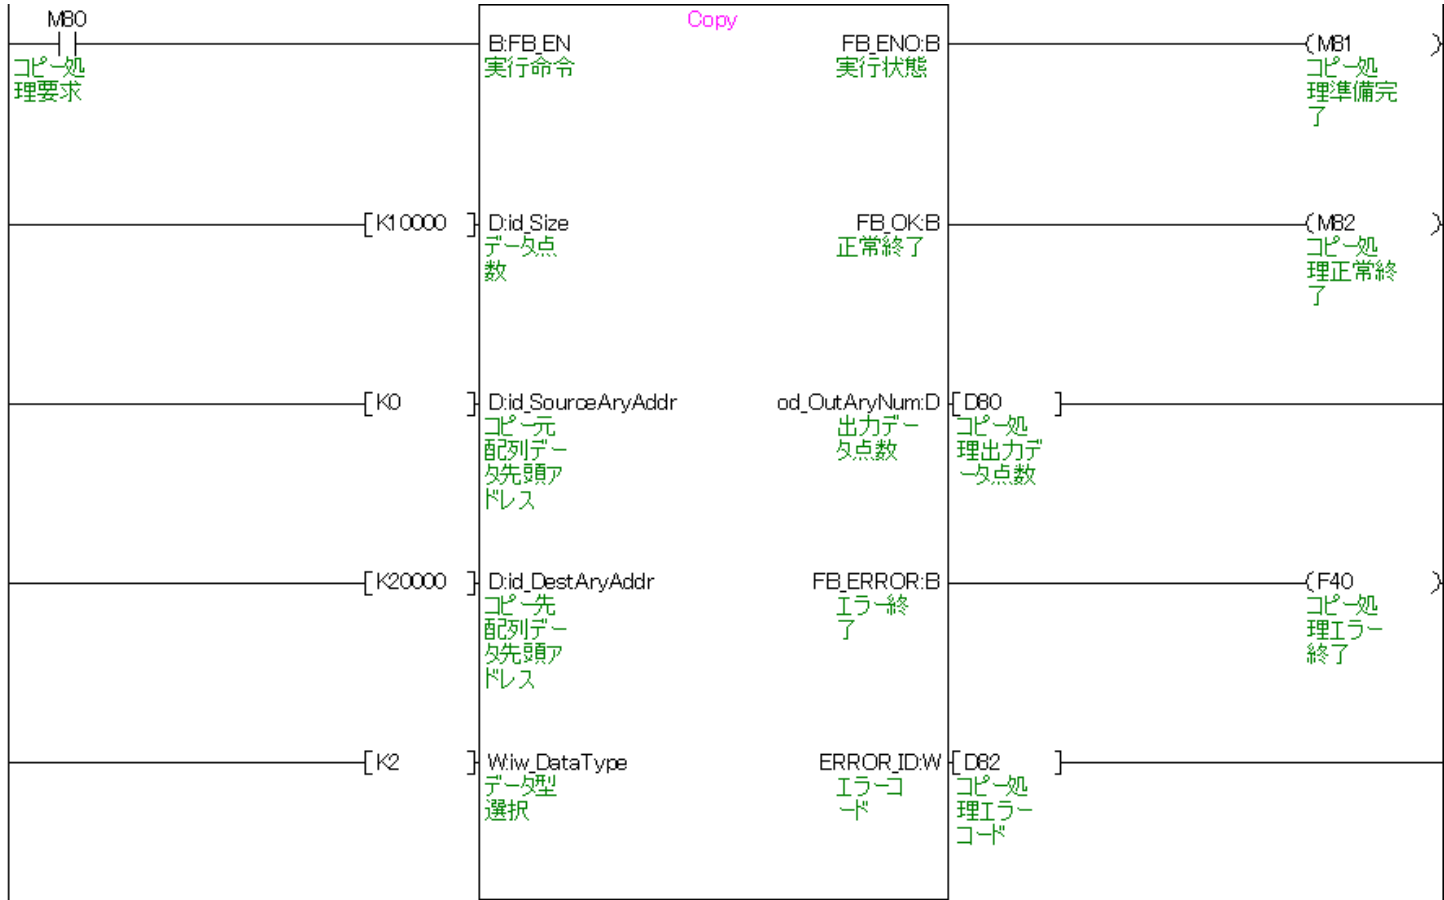 M80
コピー処
理要求
Copy
B:FB_EN
実行命令
FB_ENO:B
実行状態
M81
コピー処
理準備完
了
K10000
D:id_Size
データ点
数
FB_OK:B
正常終了
M82
コピー処
理正常終
了
K0
D:id_SourceAryAddr
コピー元
配列デー
タ先頭ア
ドレス
od_OutAryNum:D
出力デー
タ点数
D80
コピー処
理出力デ
ータ点数
K20000
D:id_DestAryAddr
コピー先
配列デー
タ先頭ア
ドレス
FB_ERROR:B
エラー終
了
F40
コピー処
理エラー
終了
K2
W:iw_DataType
データ型
選択
ERROR_ID:W
エラーコ
ード
D82
コピー処
理エラー
コード